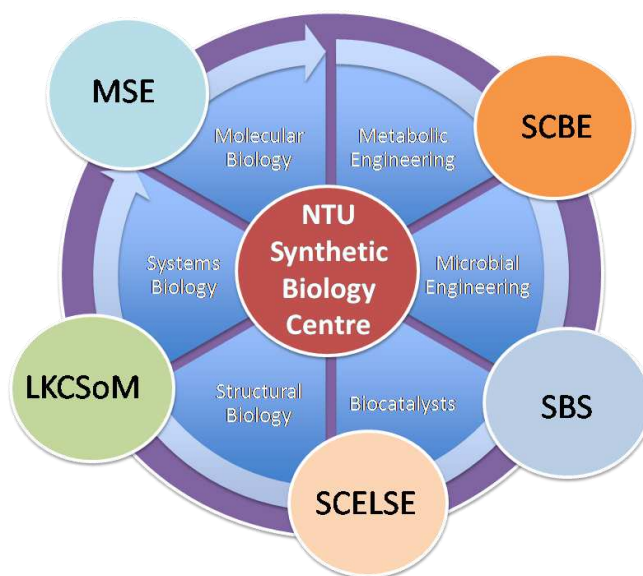 MSE
SCBE
Molecular
Biology
Metabolic
Engineering
NTU
Synthetic
Biology
Centre
Systems
Biology
Microbial
Engineering
LKCSoM
Structural
Biology
Biocatalysts
SBS
SCELSE